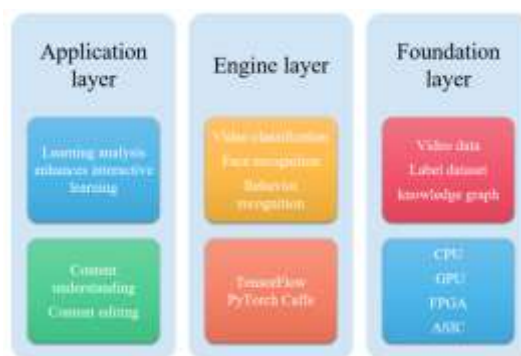 Application
layer
Learning analysis
enhances interactive
learning
Content
understanding
Content editing
Engine layer
Video classification
Face recognition
Behavior
recognition
TensorFlow
PyTorch Caffe
Foundation
layer
Video data
Label dataset
knowledge graph
CPU
GPU
FPGA
ASIC